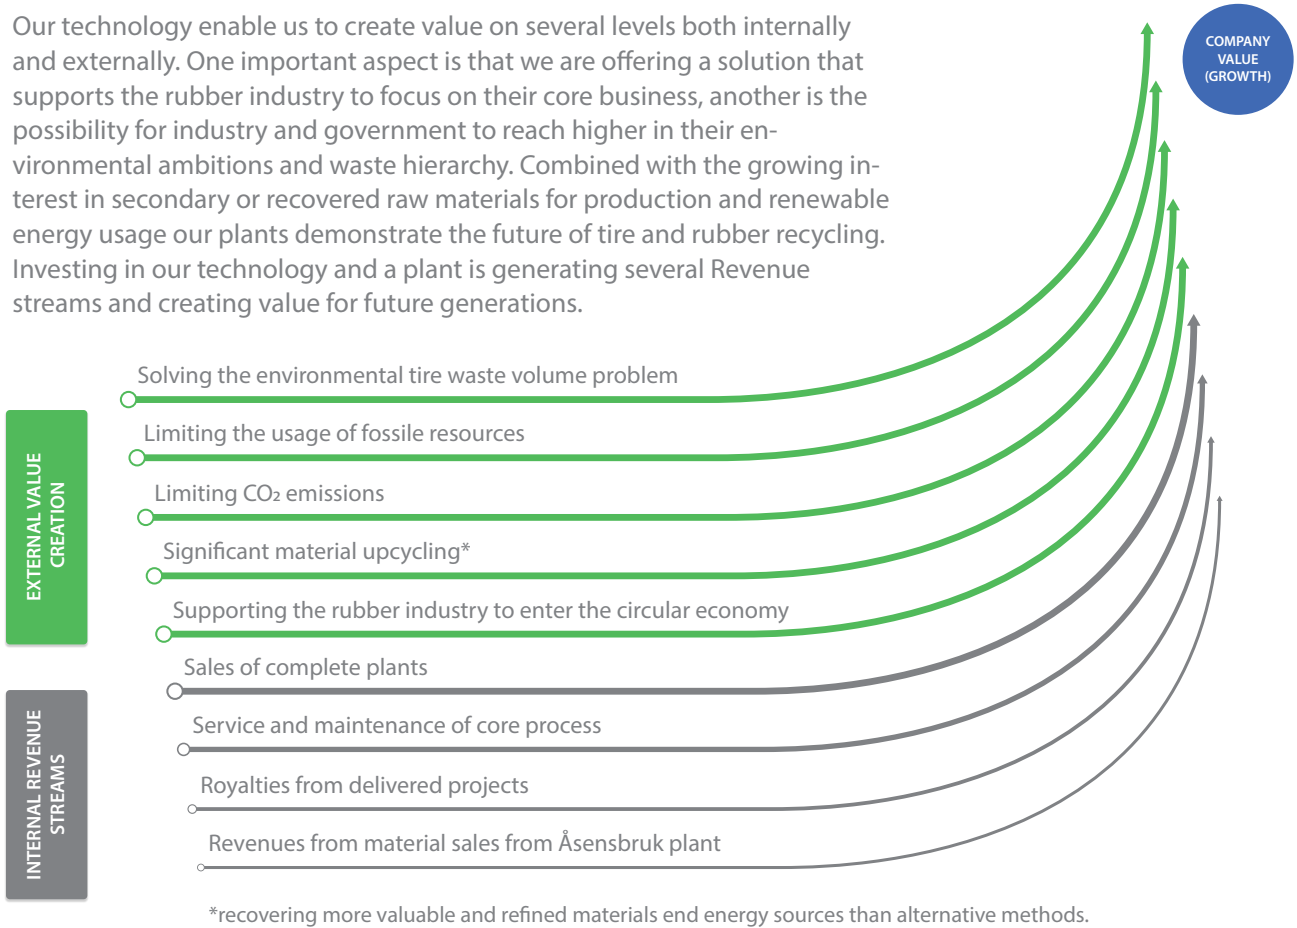 Our technology enable us to create value on several levels both internally
and externally. One important aspect is that we are offering a solution that
supports the rubber industry to focus on their core business, another is the
possibility for industry and government to reach higher in their en-
vironmental ambitions and waste hierarchy. Combined with the growing in-
terest in secondary or recovered raw materials for production and renewable
energy usage our plants demonstrate the future of tire and rubber recycling.
Investing in our technology and a plant is generating several Revenue
streams and creating value for future generations.
COMPANY
VALUE
(GROWTH)
EXTERNAL VALUE
CREATION
Solving the environmental tire waste volume problem
Limiting the usage of fossile resources
Limiting CO₂ emissions
Significant material upcycling*
Supporting the rubber industry to enter the circular economy
INTERNAL REVENUE
STREAMS
Sales of complete plants
Service and maintenance of core process
Royalties from delivered projects
Revenues from material sales from Åsensbruk plant
*recovering more valuable and refined materials end energy sources than alternative methods.